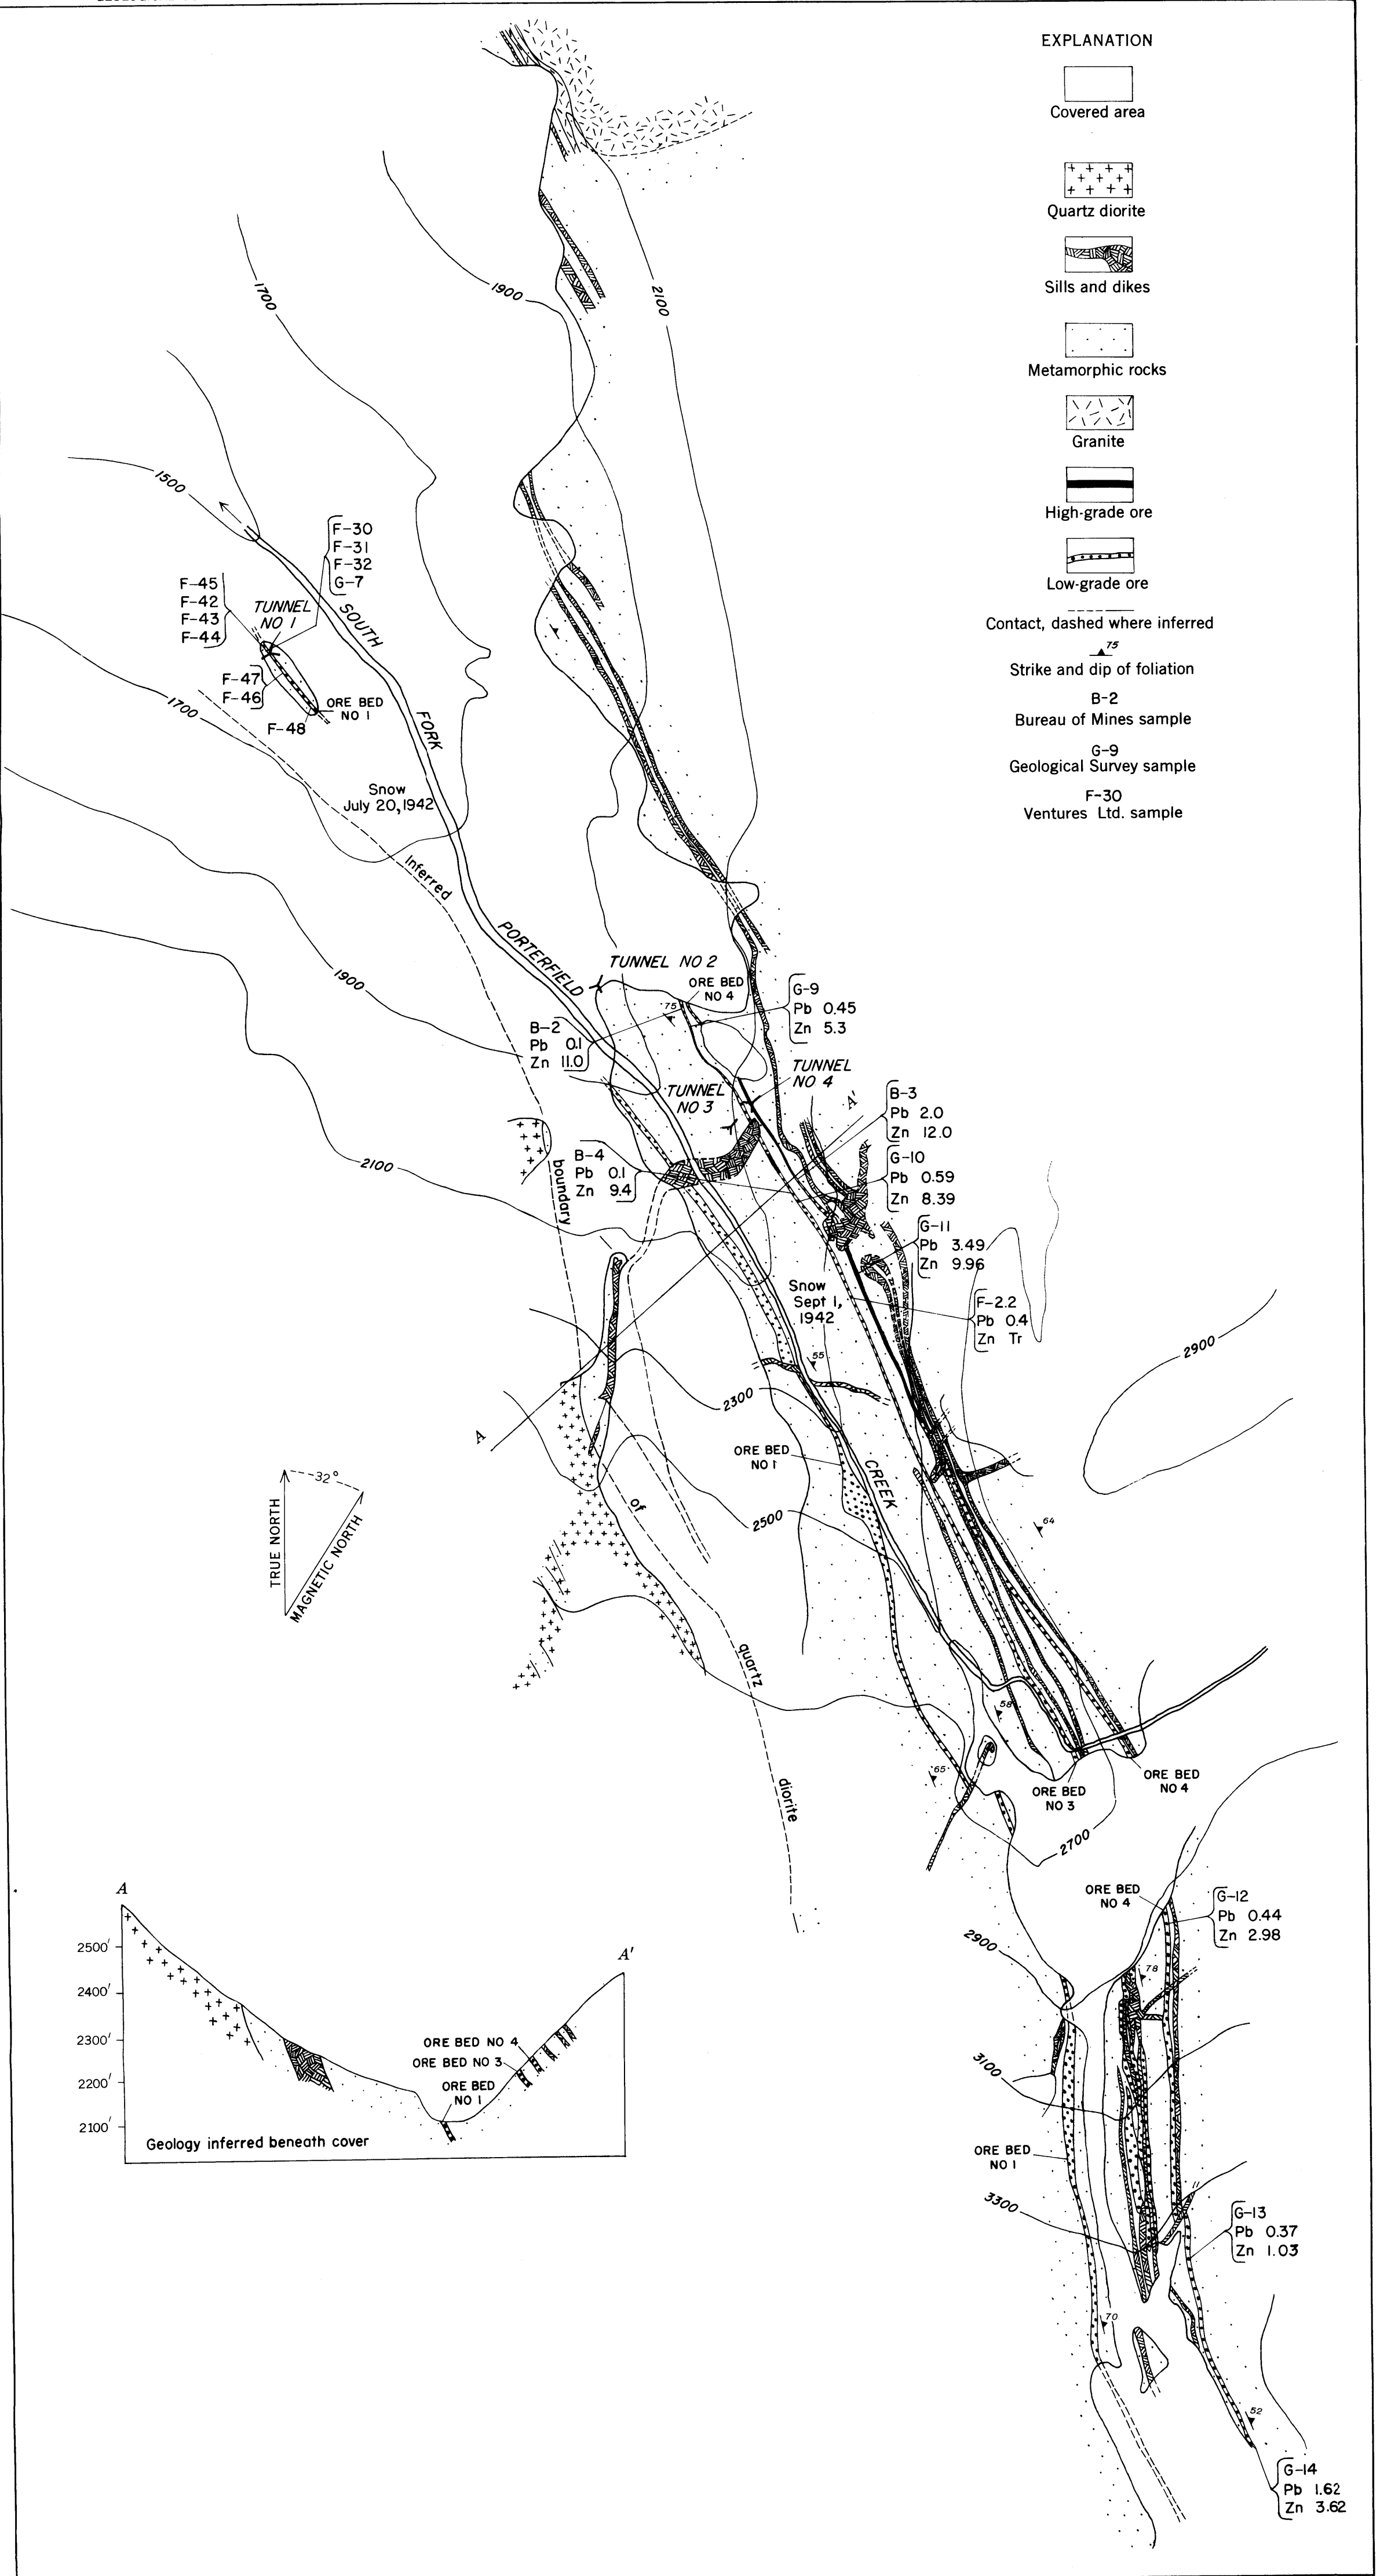 EXPLANATION
Covered area
Quartz diorite
Sills and dikes
Metamorphic rocks
Granite
High-grade ore
Low-grade ore
Contact, dashed where inferred
75
Strike and dip of foliation
B-2
Bureau of Mines sample
G-9
Geological Survey sample
F-30
Ventures Ltd. sample
1700
1900
2100
1500
F-30
F-31
F-32
G-7
F-45
F-42
F-43
F-44
TUNNEL
NO 1
F-47
F-46
F-48
ORE BED
NO 1
SOUTH
FORK
1700
Snow
July 20, 1942
Inferred
PORTERFIELD
1900
TUNNEL NO 2
ORE BED
NO 4
75
G-9
Pb 0.45
Zn 5.3
B-2
Pb 0.1
Zn 11.0
TUNNEL
NO 4
TUNNEL
NO 3
A'
B-3
Pb 2.0
Zn 12.0
B-4
Pb 0.1
Zn 9.4
G-10
Pb 0.59
Zn 8.39
2100
boundary
G-11
Pb 3.49
Zn 9.96
Snow
Sept 1,
1942
F-2.2
Pb 0.4
Zn Tr
55
2900
2300
A
ORE BED
NO 1
CREEK
32°
TRUE NORTH
MAGNETIC NORTH
of
2500
64
quartz
58
65
diorite
ORE BED
NO 3
ORE BED
NO 4
2700
ORE BED
NO 4
G-12
Pb 0.44
Zn 2.98
2900
78
3100
ORE BED
NO 1
3300
G-13
Pb 0.37
Zn 1.03
70
52
G-14
Pb 1.62
Zn 3.62
A
A'
2500'
2400'
2300'
2200'
2100'
ORE BED NO 4
ORE BED NO 3
ORE BED
NO 1
Geology inferred beneath cover